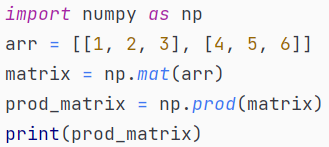 import numpy as np
arr = [[1, 2, 3], [4, 5, 6]]
matrix = np.mat(arr)
prod_matrix = np.prod(matrix)
print(prod_matrix)